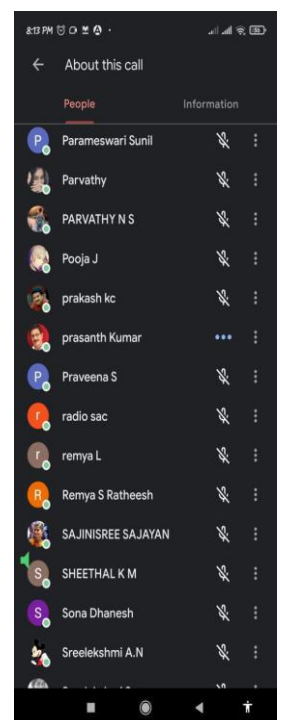 8:13 PM
About this call
People Information
P Parameswari Sunil
Parvathy
PARVATHY N S
Pooja J
prakash kc
prasanth Kumar
P Praveena S
r radio sac
r remya L
R Remya S Ratheesh
SAJINISREE SAJAYAN
S SHEETHAL K M
S Sona Dhanesh
Sreelekshmi A.N